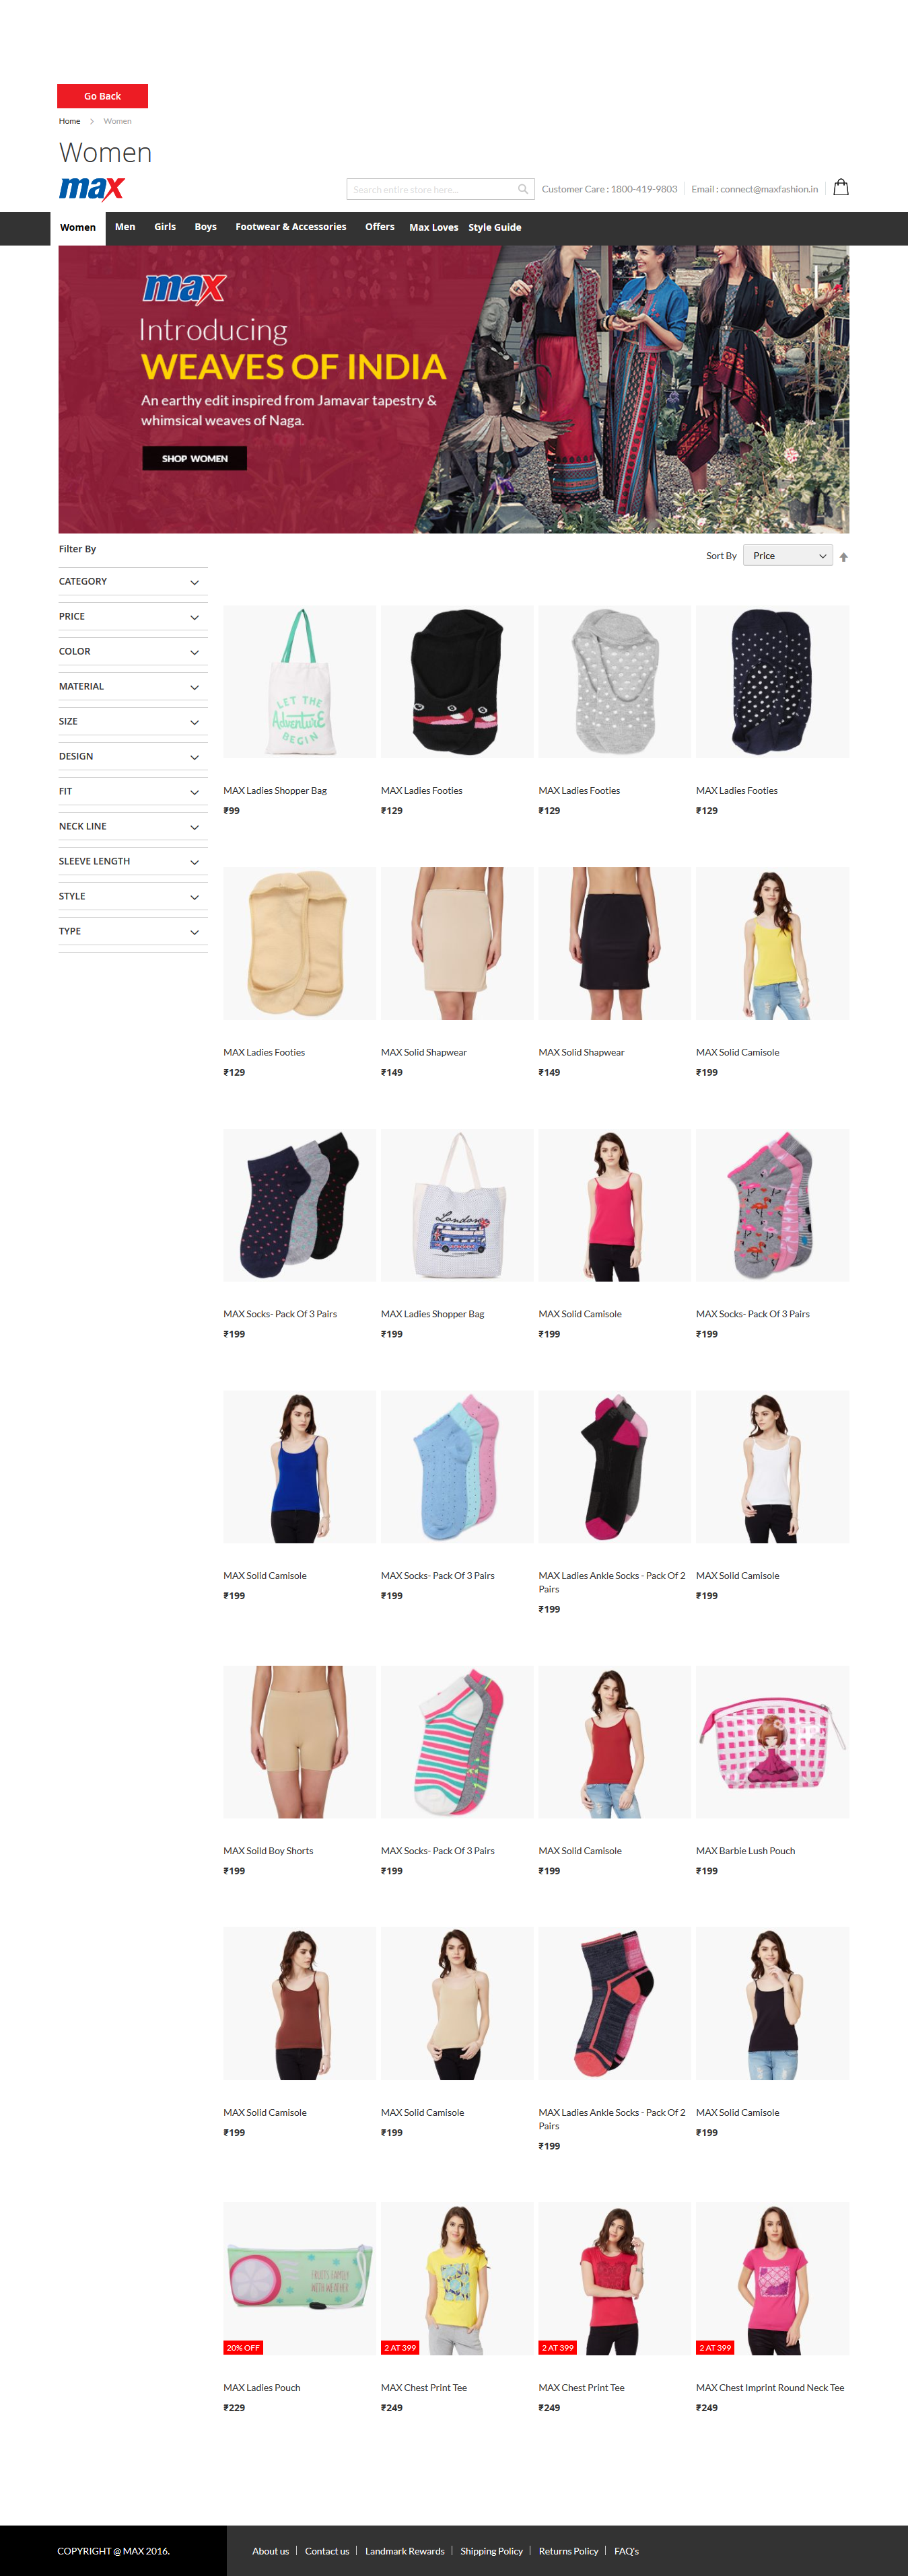 Go Back
Home > Women
Women
max
Search entire store here...
Customer Care : 1800-419-9803
Email : connect@maxfashion.in
Women Men Girls Boys Footwear & Accessories Offers Max Loves Style Guide
max
Introducing
WEAVES OF INDIA
An earthy edit inspired from Jamavar tapestry &
whimsical weaves of Naga.
SHOP WOMEN
Filter By
Sort By Price
CATEGORY
PRICE
COLOR
MATERIAL
SIZE
DESIGN
FIT
NECK LINE
SLEEVE LENGTH
STYLE
TYPE
LET THE
Adventure
BEGIN
MAX Ladies Shopper Bag
₹99
MAX Ladies Footies
₹129
MAX Ladies Footies
₹129
MAX Ladies Footies
₹129
MAX Ladies Footies
₹129
MAX Solid Shapwear
₹149
MAX Solid Shapwear
₹149
MAX Solid Camisole
₹199
MAX Socks- Pack Of 3 Pairs
₹199
London
MAX Ladies Shopper Bag
₹199
MAX Solid Camisole
₹199
MAX Socks- Pack Of 3 Pairs
₹199
MAX Solid Camisole
₹199
MAX Socks- Pack Of 3 Pairs
₹199
MAX Ladies Ankle Socks - Pack Of 2
Pairs
₹199
MAX Solid Camisole
₹199
MAX Soild Boy Shorts
₹199
MAX Socks- Pack Of 3 Pairs
₹199
MAX Solid Camisole
₹199
MAX Barbie Lush Pouch
₹199
MAX Solid Camisole
₹199
MAX Solid Camisole
₹199
MAX Ladies Ankle Socks - Pack Of 2
Pairs
₹199
MAX Solid Camisole
₹199
FRUITS FAMILY
WITH WEATHER
20% OFF
MAX Ladies Pouch
₹229
2 AT 399
MAX Chest Print Tee
₹249
2 AT 399
MAX Chest Print Tee
₹249
2 AT 399
MAX Chest Imprint Round Neck Tee
₹249
COPYRIGHT @ MAX 2016.
About us | Contact us | Landmark Rewards | Shipping Policy | Returns Policy | FAQ's